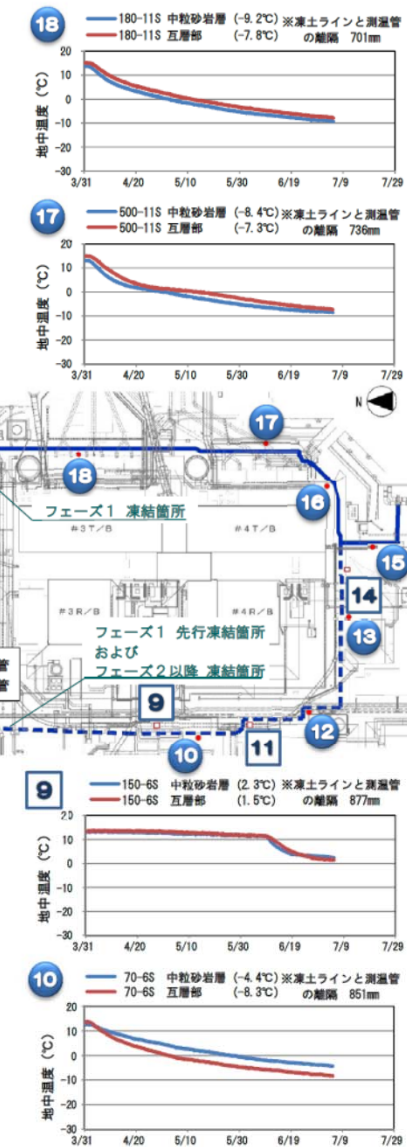 18
180-11S 中粒砂岩層 (-9.2℃) ※凍土ラインと測温管
180-11S 互層部 (-7.8℃) の離隔 701mm
地中温度 (℃)
20
10
0
-10
-20
-30
3/31 4/20 5/10 5/30 6/19 7/9 7/29
17
500-11S 中粒砂岩層 (-8.4℃) ※凍土ラインと測温管
500-11S 互層部 (-7.3℃) の離隔 736mm
地中温度 (℃)
20
10
0
-10
-20
-30
3/31 4/20 5/10 5/30 6/19 7/9 7/29
N
17
18
16
フェーズ1 凍結箇所
#3T/B #4T/B
15
14
#3R/B #4R/B
13
フェーズ1 先行凍結箇所
および
フェーズ2以降 凍結箇所
9
12
10
11
9
150-6S 中粒砂岩層 (2.3℃) ※凍土ラインと測温管
150-6S 互層部 (1.5℃) の離隔 877mm
地中温度 (℃)
20
10
0
-10
-20
-30
3/31 4/20 5/10 5/30 6/19 7/9 7/29
10
70-6S 中粒砂岩層 (-4.4℃) ※凍土ラインと測温管
70-6S 互層部 (-8.3℃) の離隔 851mm
地中温度 (℃)
20
10
0
-10
-20
-30
3/31 4/20 5/10 5/30 6/19 7/9 7/29